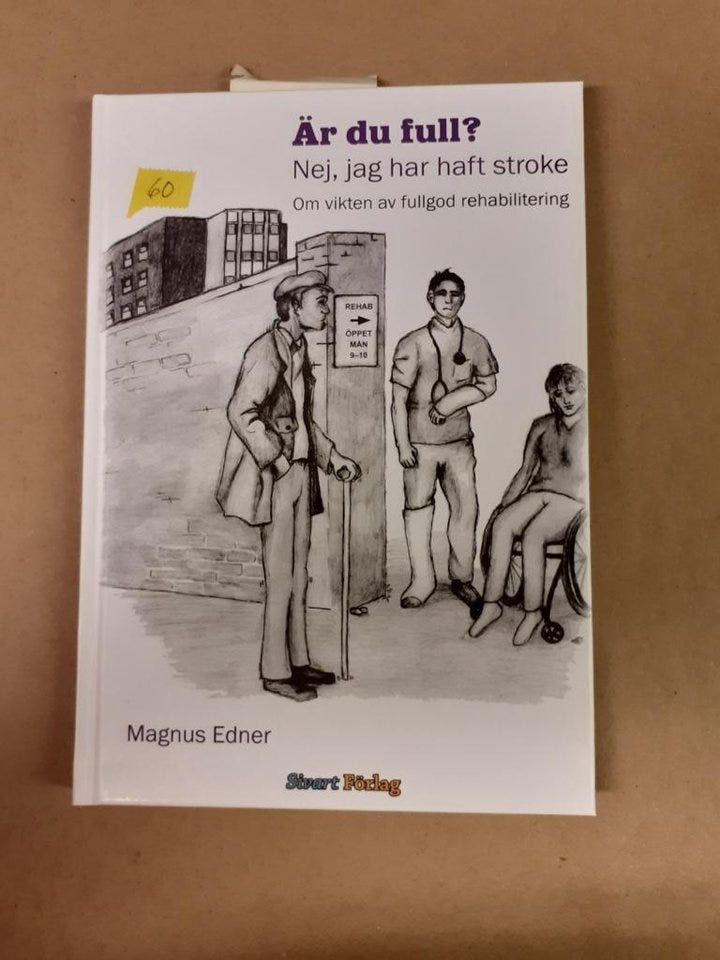 Är du full?
Nej, jag har haft stroke
Om vikten av fullgod rehabilitering
60
REHAB
ÖPPET
MÅN
9–10
Magnus Edner
Sivart Förlag